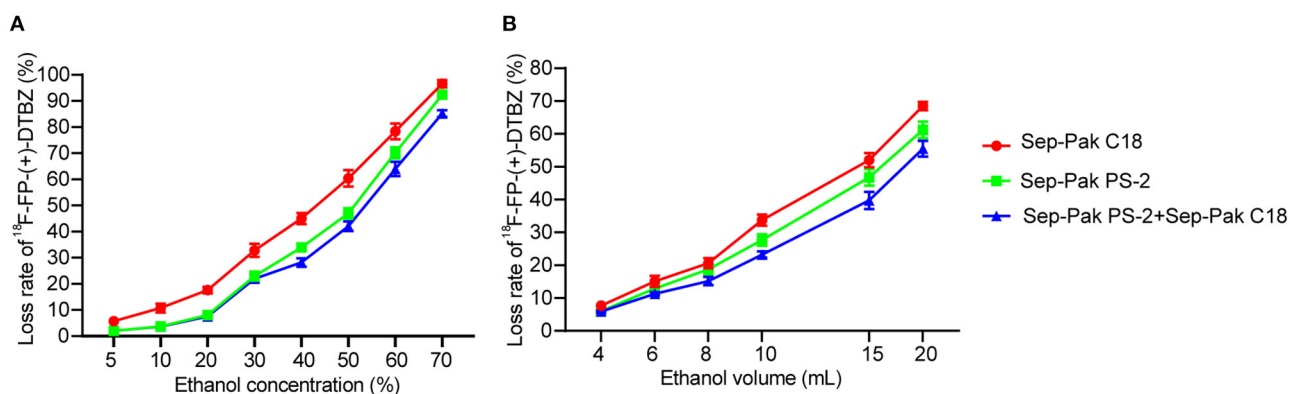 A
Loss rate of ¹⁸F-FP-(+)-DTBZ (%)
100
90
80
70
60
50
40
30
20
10
0
5 10 20 30 40 50 60 70
Ethanol concentration (%)
B
Loss rate of ¹⁸F-FP-(+)-DTBZ (%)
80
70
60
50
40
30
20
10
0
4 6 8 10 15 20
Ethanol volume (mL)
Sep-Pak C18
Sep-Pak PS-2
Sep-Pak PS-2+Sep-Pak C18